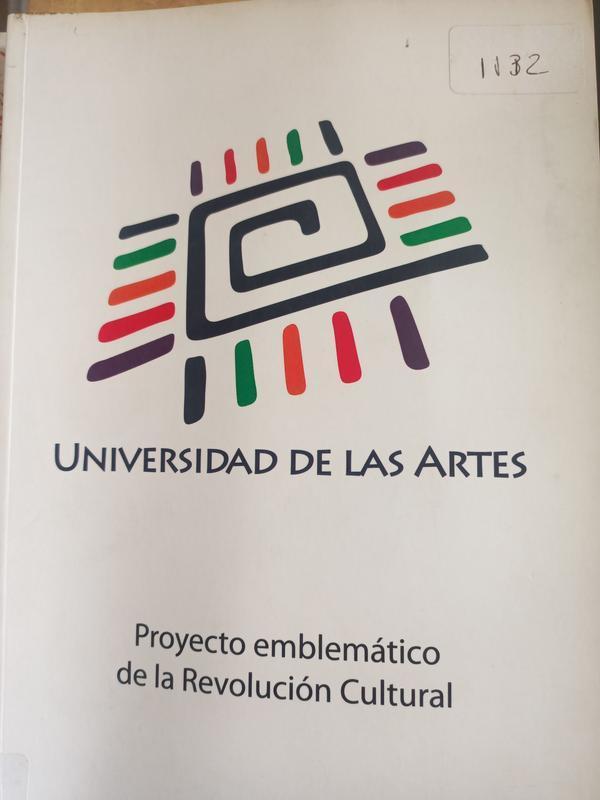 1132
UNIVERSIDAD DE LAS ARTES
Proyecto emblemático
de la Revolución Cultural